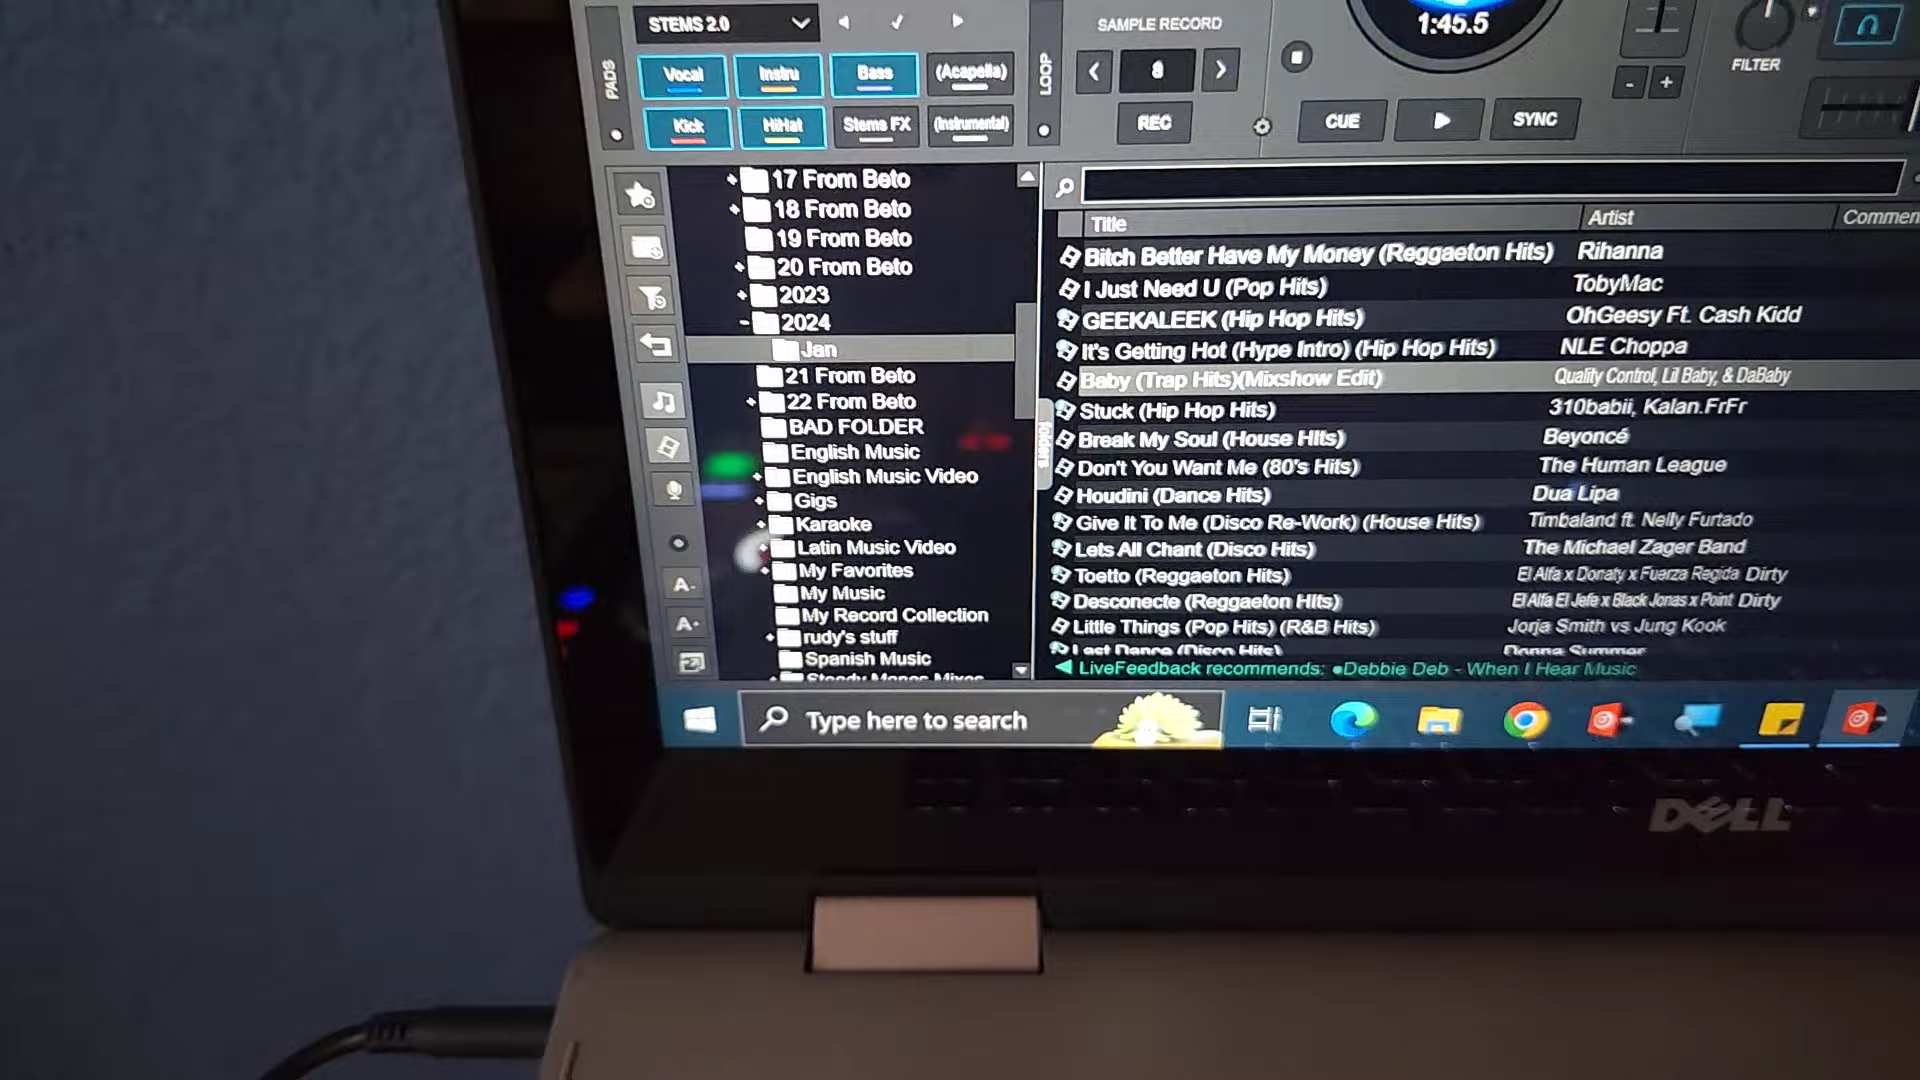 STEMS 2.0
PADS
Vocal
Instru
Bass
(Acapella)
Kick
HiHat
Stems FX
(Instrumental)
LOOP
SAMPLE RECORD
8
REC
1:45.5
CUE
SYNC
- +
FILTER
17 From Beto
18 From Beto
19 From Beto
20 From Beto
2023
2024
Jan
21 From Beto
22 From Beto
BAD FOLDER
English Music
English Music Video
Gigs
Karaoke
Latin Music Video
My Favorites
My Music
My Record Collection
rudy's stuff
Spanish Music
A-
A+
folders
Title Artist
Bitch Better Have My Money (Reggaeton Hits) Rihanna
I Just Need U (Pop Hits) TobyMac
GEEKALEEK (Hip Hop Hits) OhGeesy Ft. Cash Kidd
It's Getting Hot (Hype Intro) (Hip Hop Hits) NLE Choppa
Baby (Trap Hits)(Mixshow Edit) Quality Control, Lil Baby, & DaBaby
Stuck (Hip Hop Hits) 310babii, Kalan.FrFr
Break My Soul (House Hits) Beyoncé
Don't You Want Me (80's Hits) The Human League
Houdini (Dance Hits) Dua Lipa
Give It To Me (Disco Re-Work) (House Hits) Timbaland ft. Nelly Furtado
Lets All Chant (Disco Hits) The Michael Zager Band
Toetto (Reggaeton Hits) El Alfa x Donaty x Fuerza Regida Dirty
Desconecte (Reggaeton Hits) El Alfa El Jefe x Black Jonas x Point Dirty
Little Things (Pop Hits) (R&B Hits) Jorja Smith vs Jung Kook
Last Dance (Disco Hits) Donna Summer
LiveFeedback recommends: •Debbie Deb - When I Hear Music
Type here to search
DELL